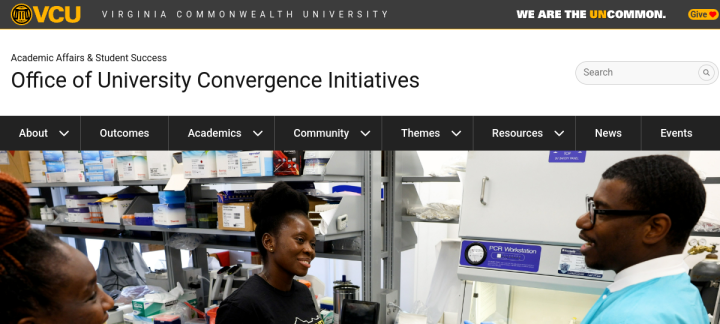 VCU VIRGINIA COMMONWEALTH UNIVERSITY WE ARE THE UNCOMMON. Give
Academic Affairs & Student Success
Office of University Convergence Initiatives
Search
About Outcomes Academics Community Themes Resources News Events
PCR Workstation